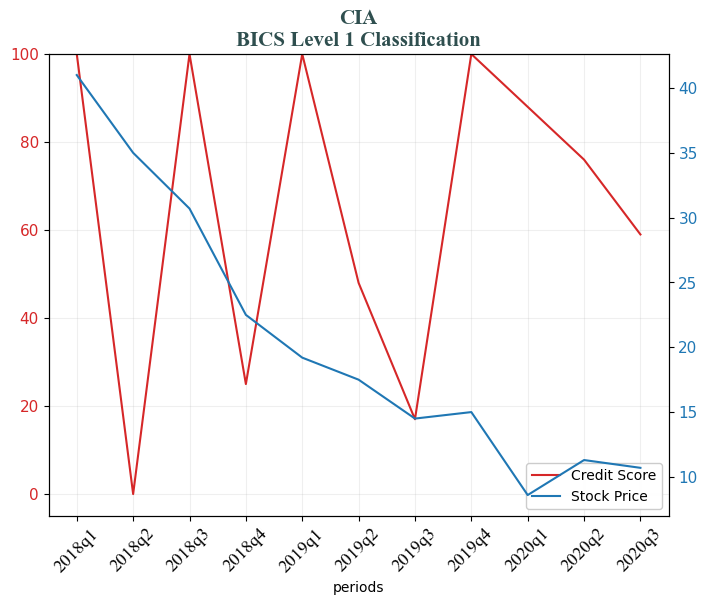 CIA
BICS Level 1 Classification
100
80
60
40
20
0
40
35
30
25
20
15
10
Credit Score
Stock Price
2018q1
2018q2
2018q3
2018q4
2019q1
2019q2
2019q3
2019q4
2020q1
2020q2
2020q3
periods